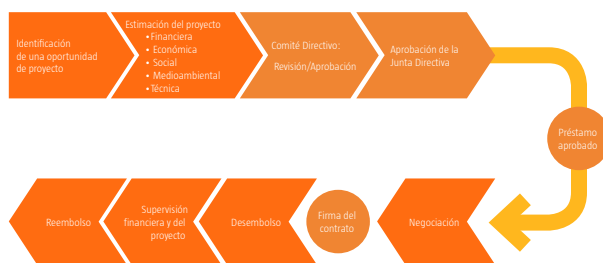 Identificación
de una oportunidad
de proyecto
Estimación del proyecto
• Financiera
• Económica
• Social
• Medioambiental
• Técnica
Comité Directivo:
Revisión/Aprobación
Aprobación de la
Junta Directiva
Préstamo
aprobado
Negociación
Firma del
contrato
Desembolso
Supervisión
financiera y del
proyecto
Reembolso